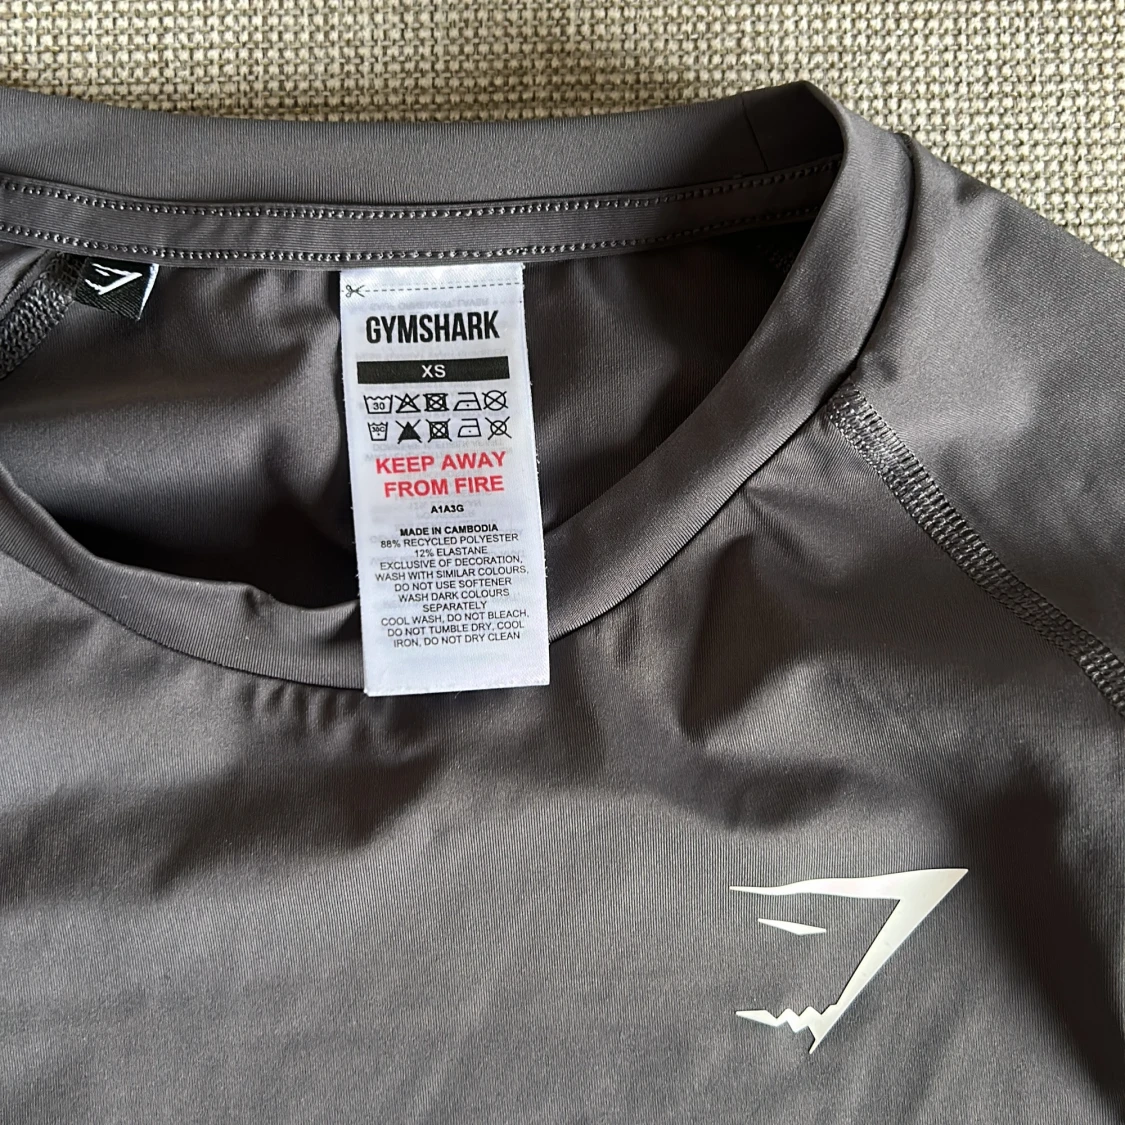 GYMSHARK
XS
30
30C
KEEP AWAY
FROM FIRE
A1A3G
MADE IN CAMBODIA
88% RECYCLED POLYESTER
12% ELASTANE
EXCLUSIVE OF DECORATION,
WASH WITH SIMILAR COLOURS,
DO NOT USE SOFTENER
WASH DARK COLOURS
SEPARATELY
COOL WASH, DO NOT BLEACH,
DO NOT TUMBLE DRY, COOL
IRON, DO NOT DRY CLEAN